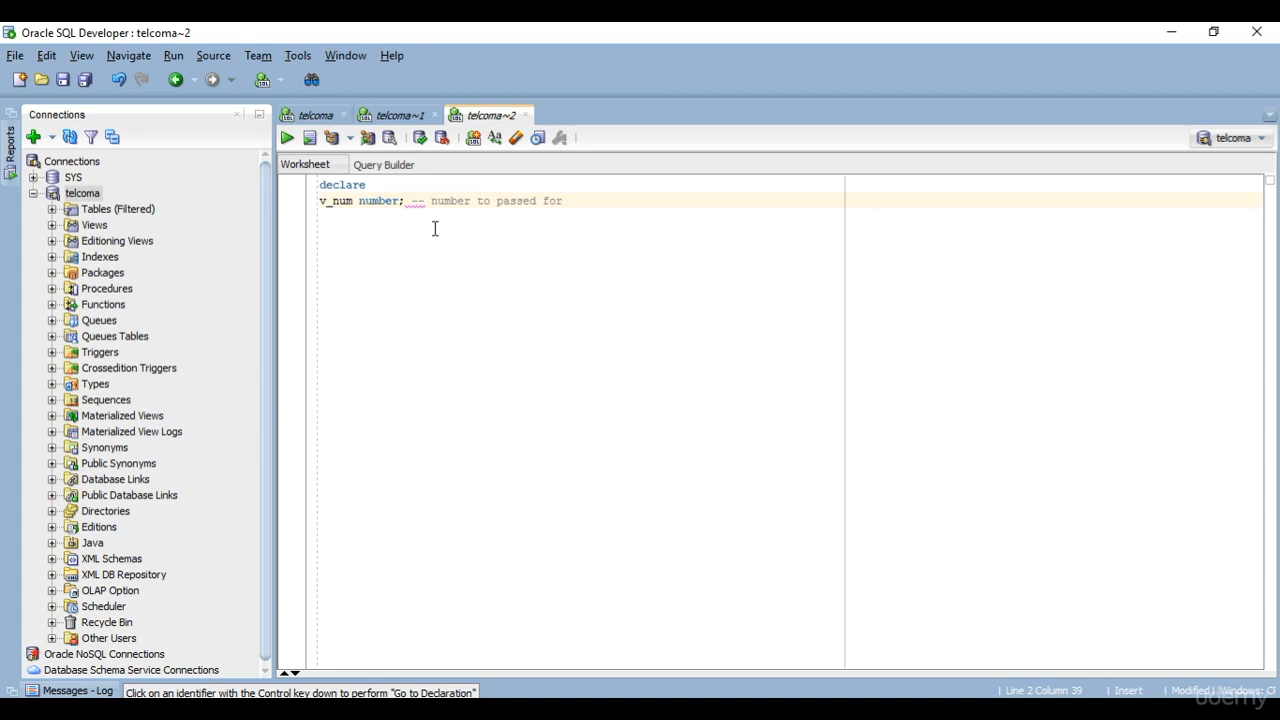 Oracle SQL Developer : telcoma~2
File Edit View Navigate Run Source Team Tools Window Help
Connections
telcoma telcoma~1 telcoma~2
Reports
telcoma
Worksheet Query Builder
Connections
SYS
telcoma
Tables (Filtered)
Views
Editioning Views
Indexes
Packages
Procedures
Functions
Queues
Queues Tables
Triggers
Crossedition Triggers
Types
Sequences
Materialized Views
Materialized View Logs
Synonyms
Public Synonyms
Database Links
Public Database Links
Directories
Editions
Java
XML Schemas
XML DB Repository
OLAP Option
Scheduler
Recycle Bin
Other Users
Oracle NoSQL Connections
Database Schema Service Connections
declare
v_num number; -- number to passed for
Messages - Log
Click on an identifier with the Control key down to perform "Go to Declaration"
Line 2 Column 39 Insert Modified Windows:
udemy